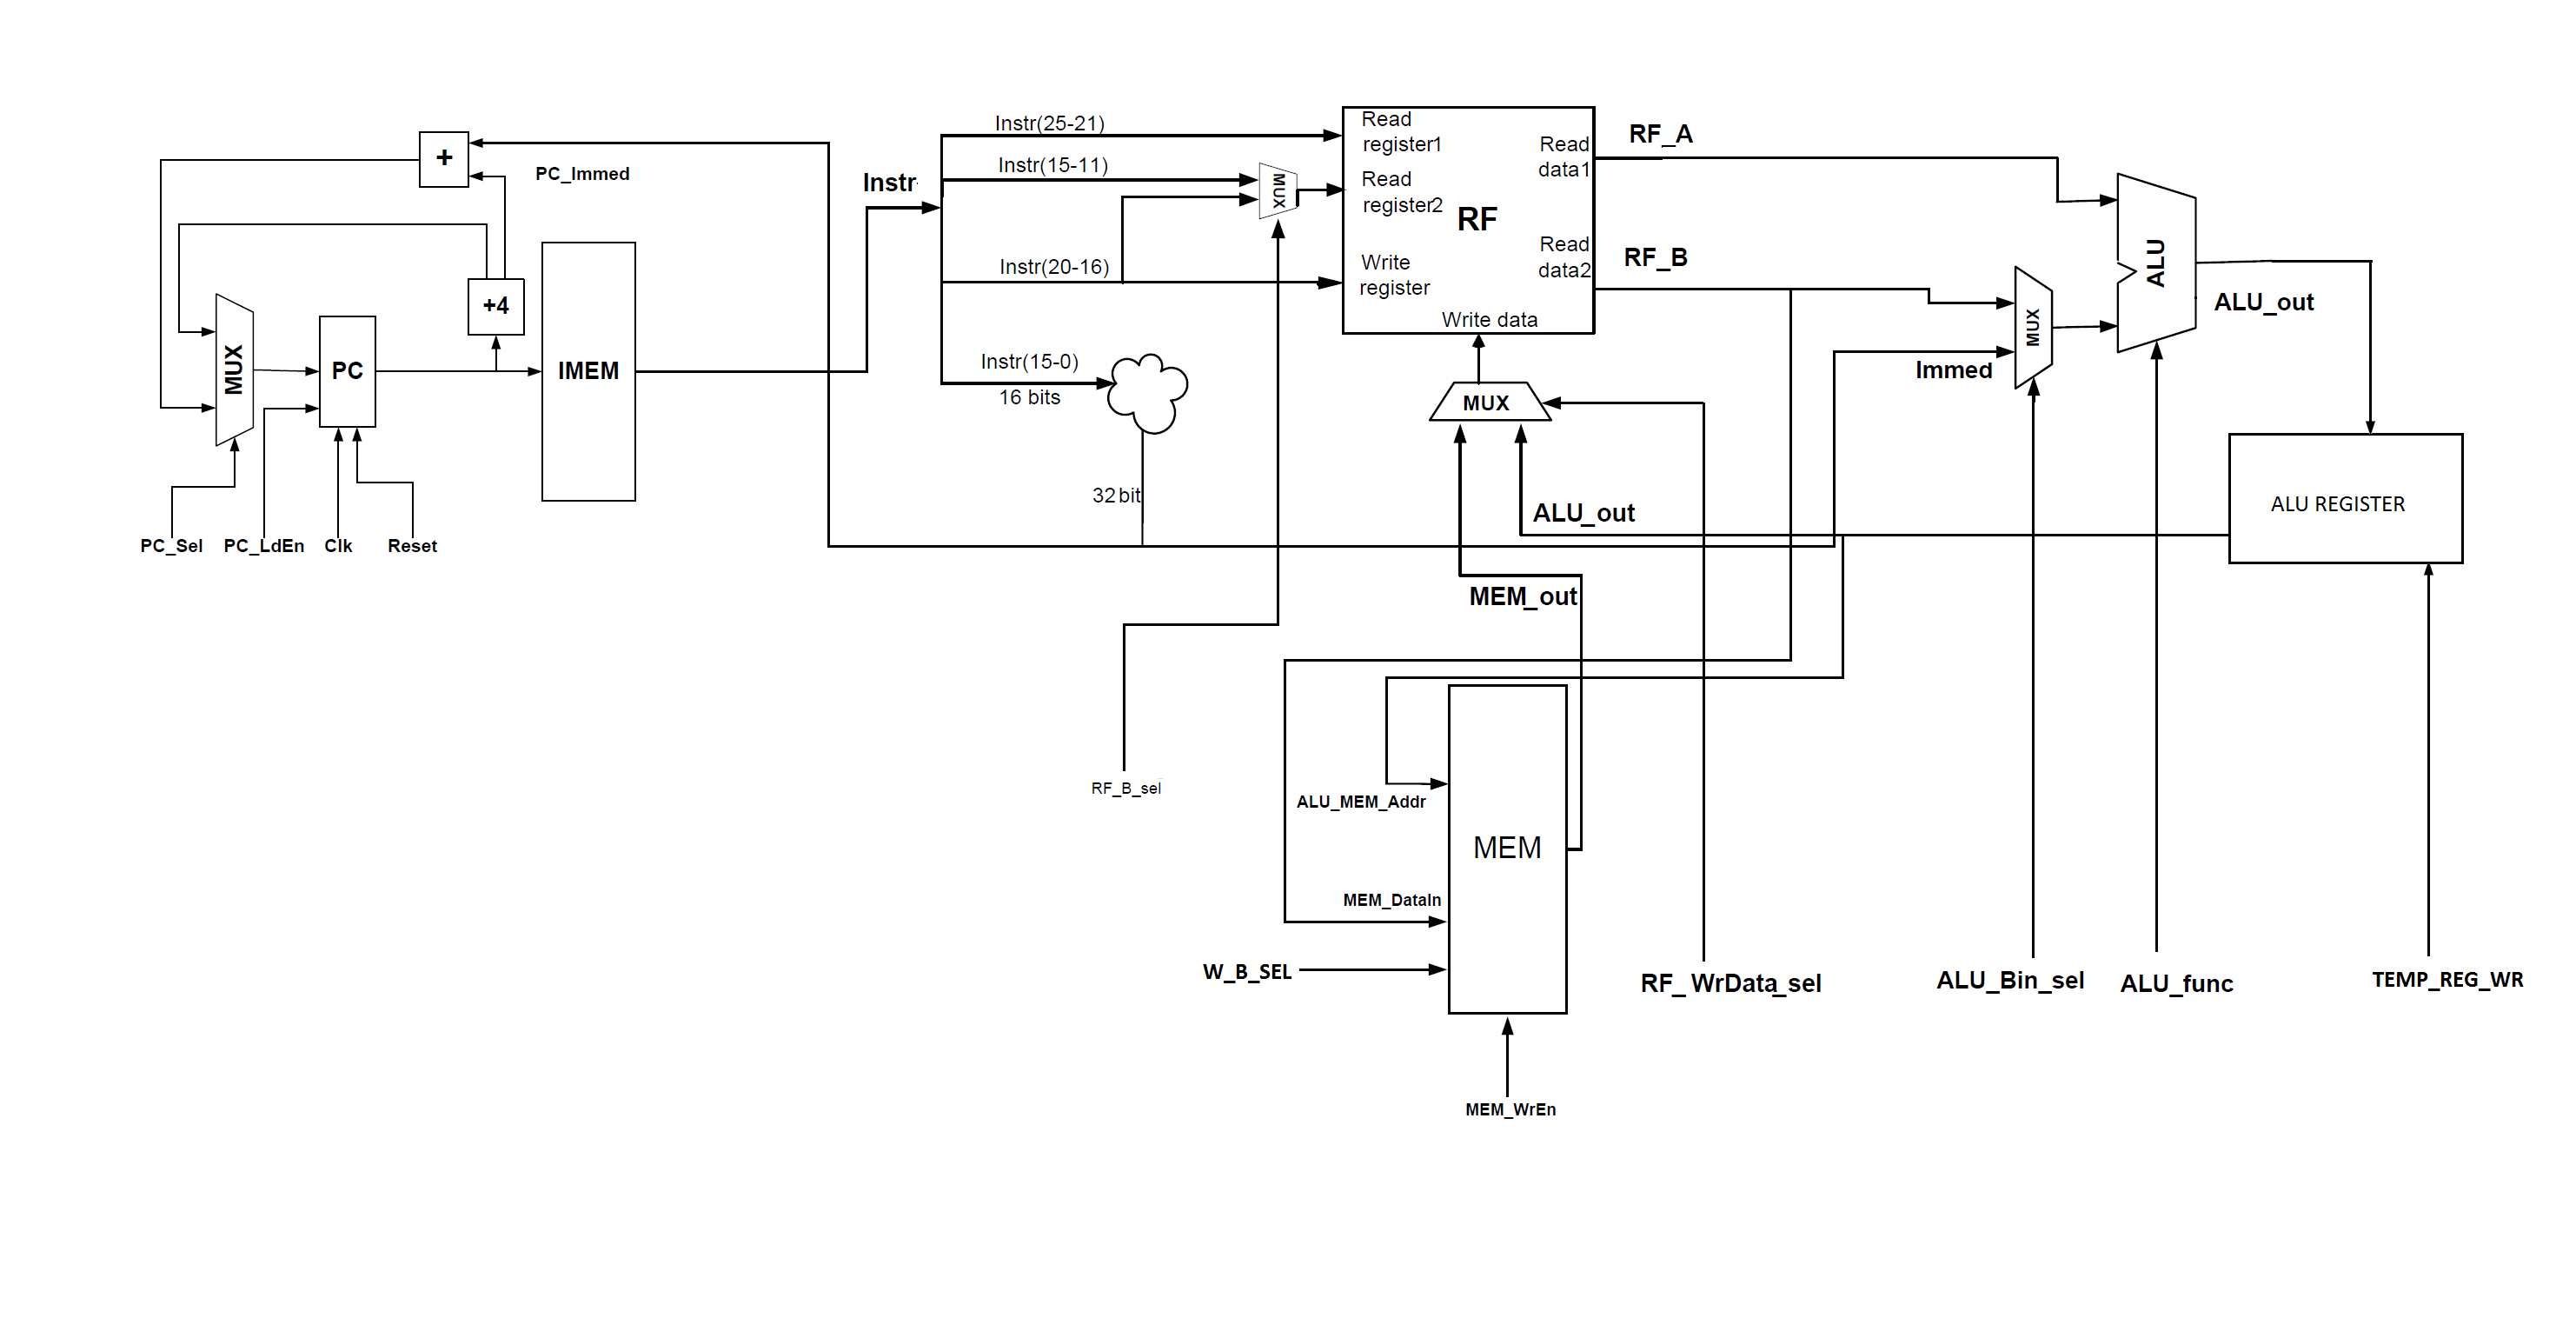 +
PC_Immed
+4
MUX
PC
IMEM
PC_Sel
PC_LdEn
Clk
Reset
Instr
Instr(25-21)
Instr(15-11)
Instr(20-16)
Instr(15-0)
16 bits
32 bit
MUX
RF_B_sel
Read
register1
Read
register2
RF
Write
register
Write data
Read
data1
Read
data2
RF_A
RF_B
MUX
ALU_out
MEM_out
Immed
MUX
ALU
ALU_out
ALU REGISTER
ALU_MEM_Addr
MEM
MEM_DataIn
W_B_SEL
MEM_WrEn
RF_ WrData_sel
ALU_Bin_sel
ALU_func
TEMP_REG_WR